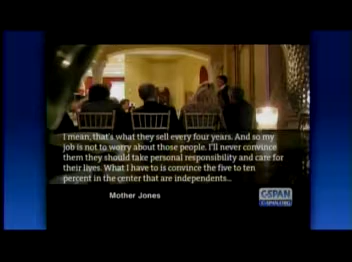 I mean, that's what they sell every four years. And so my
job is not to worry about those people. I'll never convince
them they should take personal responsibility and care for
their lives. What I have to is convince the five to ten
percent in the center that are independents...
Mother Jones
C-SPAN
C-SPAN.ORG